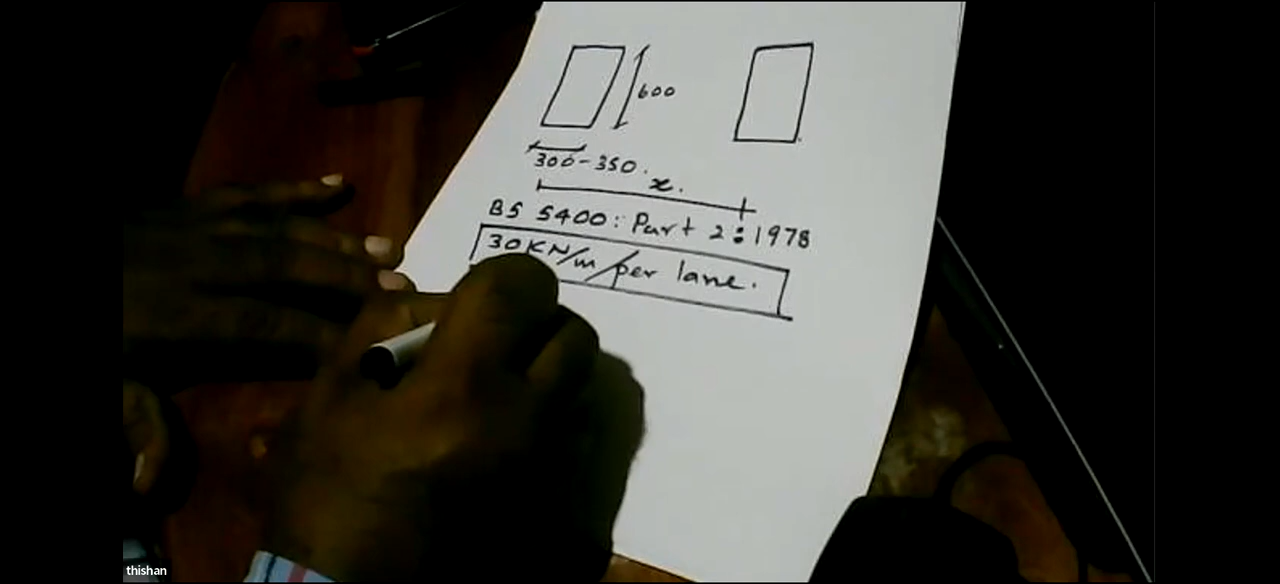 600
300-350.
x.
BS 5400: Part 2:1978
30KN/m/per lane.
thishan